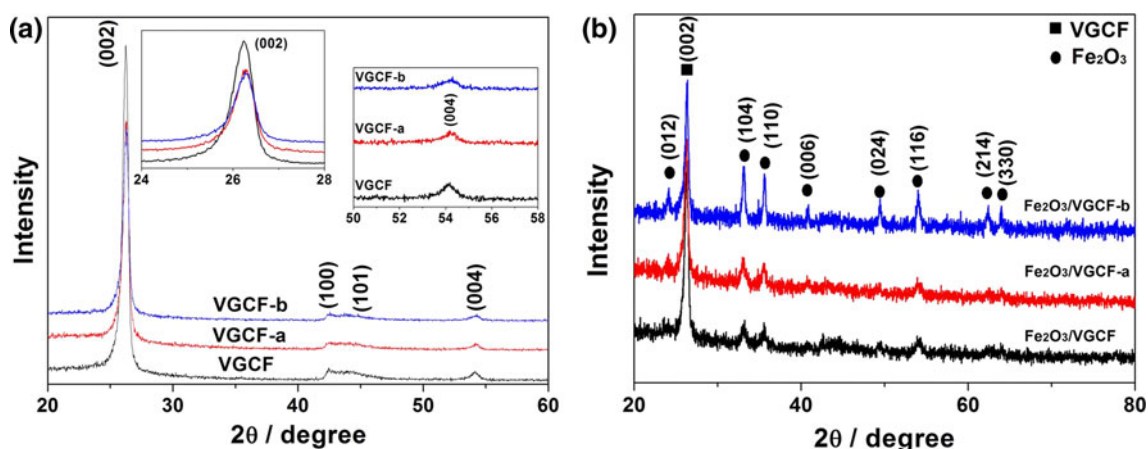 (a)
(002)
(002)
24 25 26 27 28
VGCF-b
(004)
VGCF-a
VGCF
50 52 54 56 58
Intensity
VGCF-b
VGCF-a
VGCF
(100)
(101)
(004)
20 30 40 50 60
2θ / degree
(b)
■ VGCF
● Fe₂O₃
(002)
(012)
(104)
(110)
(006)
(024)
(116)
(214)
(330)
Fe₂O₃/VGCF-b
Fe₂O₃/VGCF-a
Fe₂O₃/VGCF
Intensity
20 40 60 80
2θ / degree